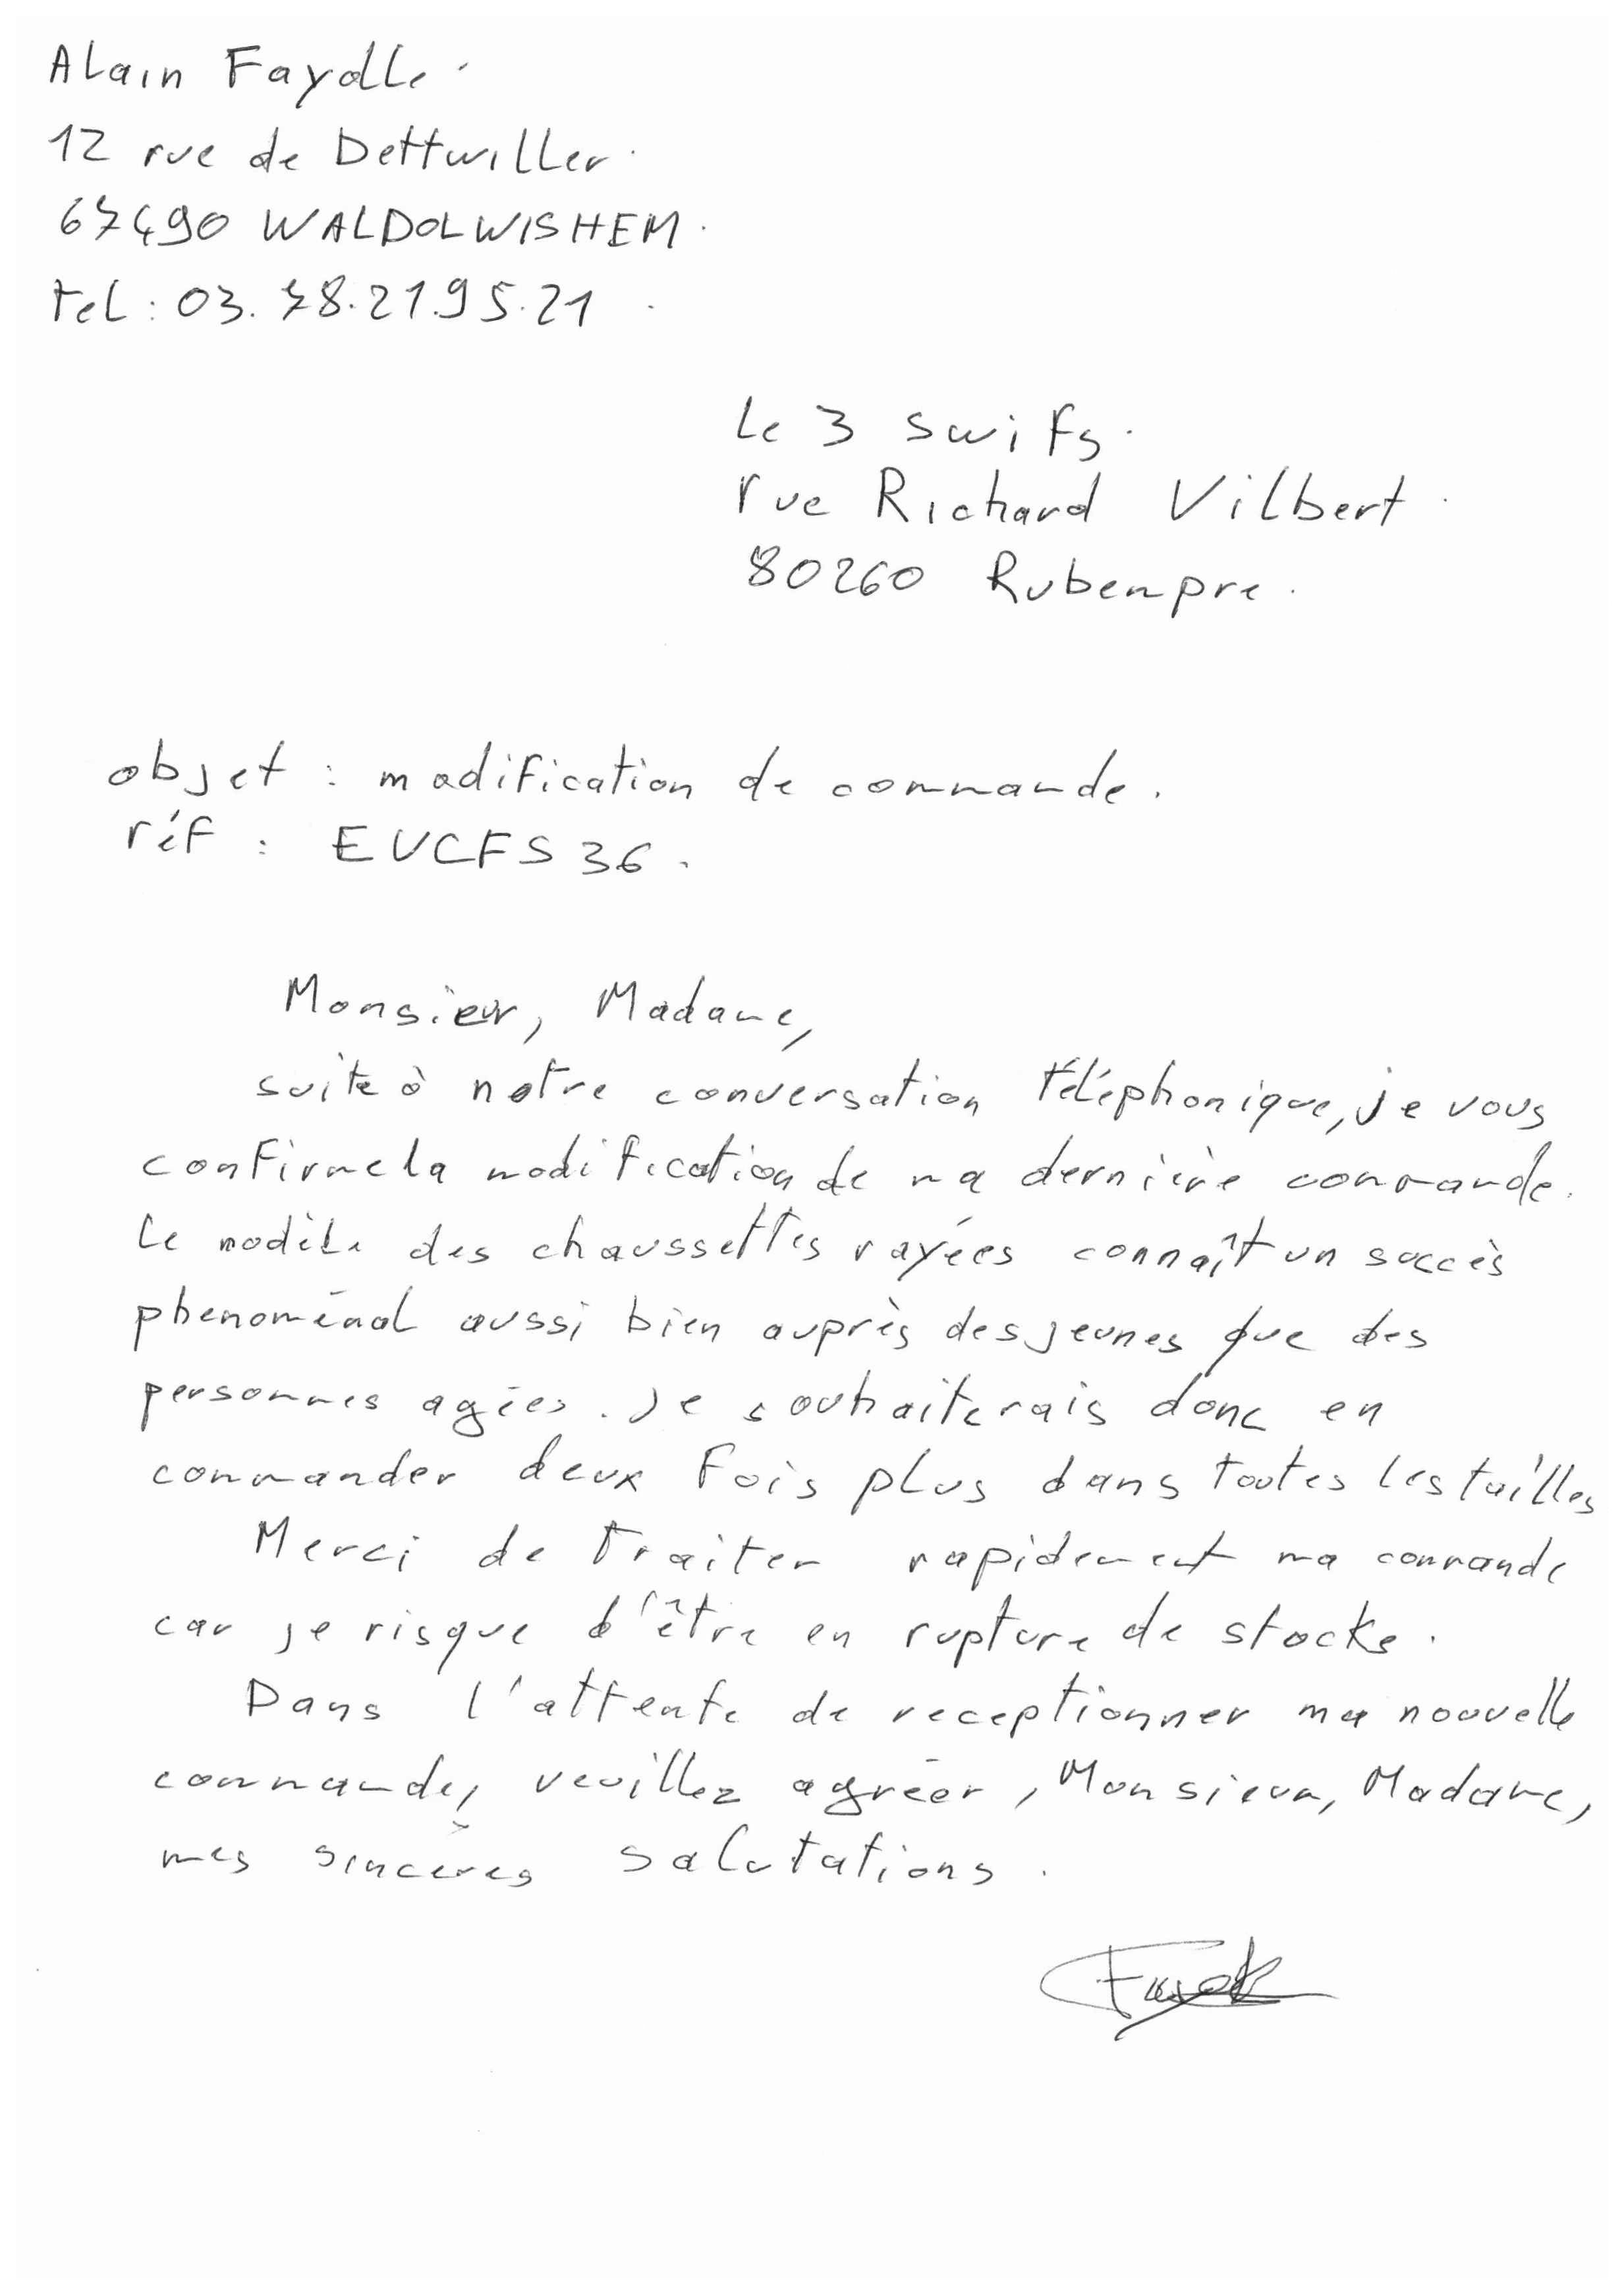 Alain Fayolle
12 rue de Dettwiller
67490 WALDOLWISHEM
tel : 03.78.21.95.21
Le 3 Swifs
rue Richard Vilbert
80260 Rubempre
objet : modification de commande.
réf : EUCFS36
Monsieur, Madame,
suite à notre conversation téléphonique, je vous
confirme la modification de ma dernière commande.
Le modèle des chaussettes rayées connaît un succès
phenoménal aussi bien auprès des jeunes que des
personnes agées. Je souhaiterais donc en
commander deux fois plus dans toutes les tailles
Merci de traiter rapidement ma commande
car je risque d'être en rupture de stocks.
Dans l'attente de receptionner ma nouvelle
commande, veuillez agréer, Monsieur, Madame,
mes sincères salutations.